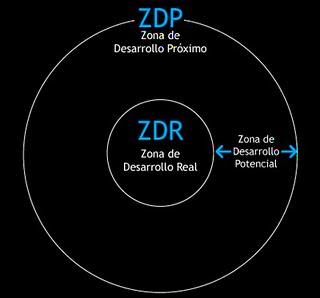 ZDP
Zona de
Desarrollo Próximo
ZDR
Zona de
Desarrollo Real
Zona de
Desarrollo
Potencial